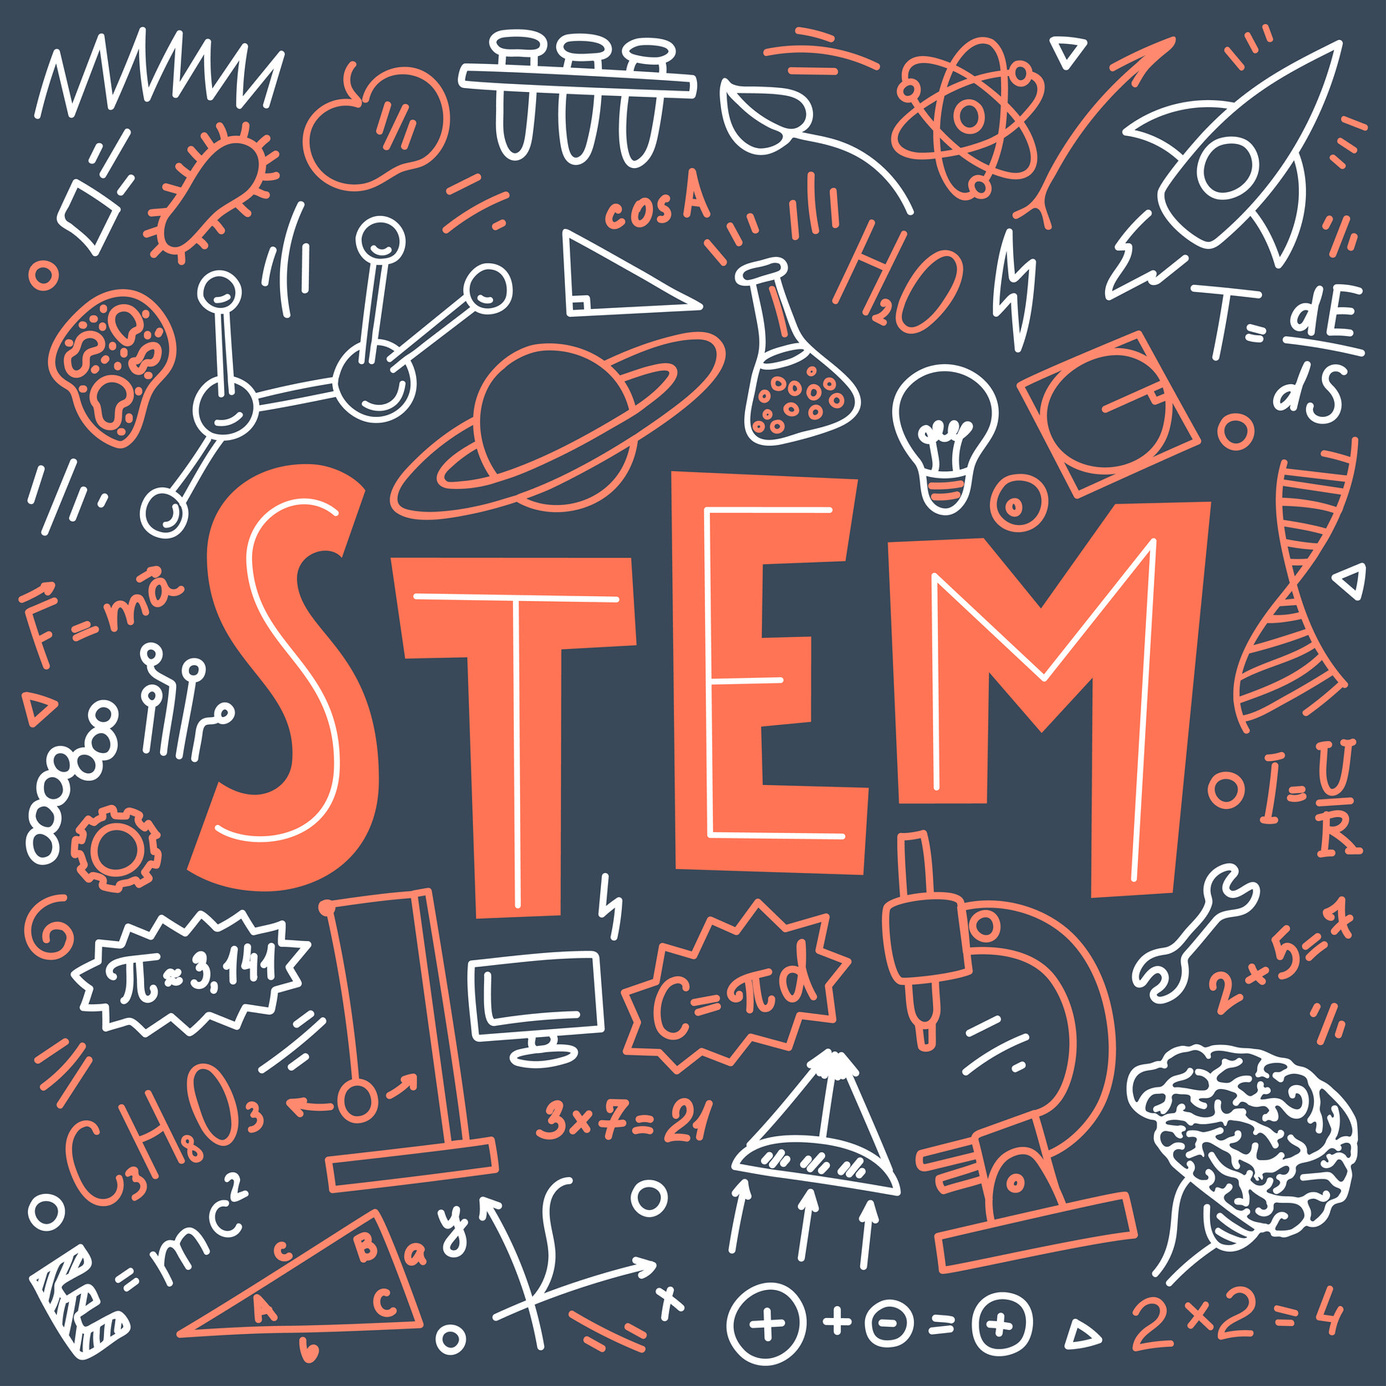 cos A
H₂O
T = dE/dS
STEM
F = ma
I = U/R
π ≈ 3,141
C = πd
2 + 5 = 7
C₃H₈O₃
3 × 7 = 21
E = mc²
y
x
c
B
a
A
C
b
+ + - = +
2 × 2 = 4